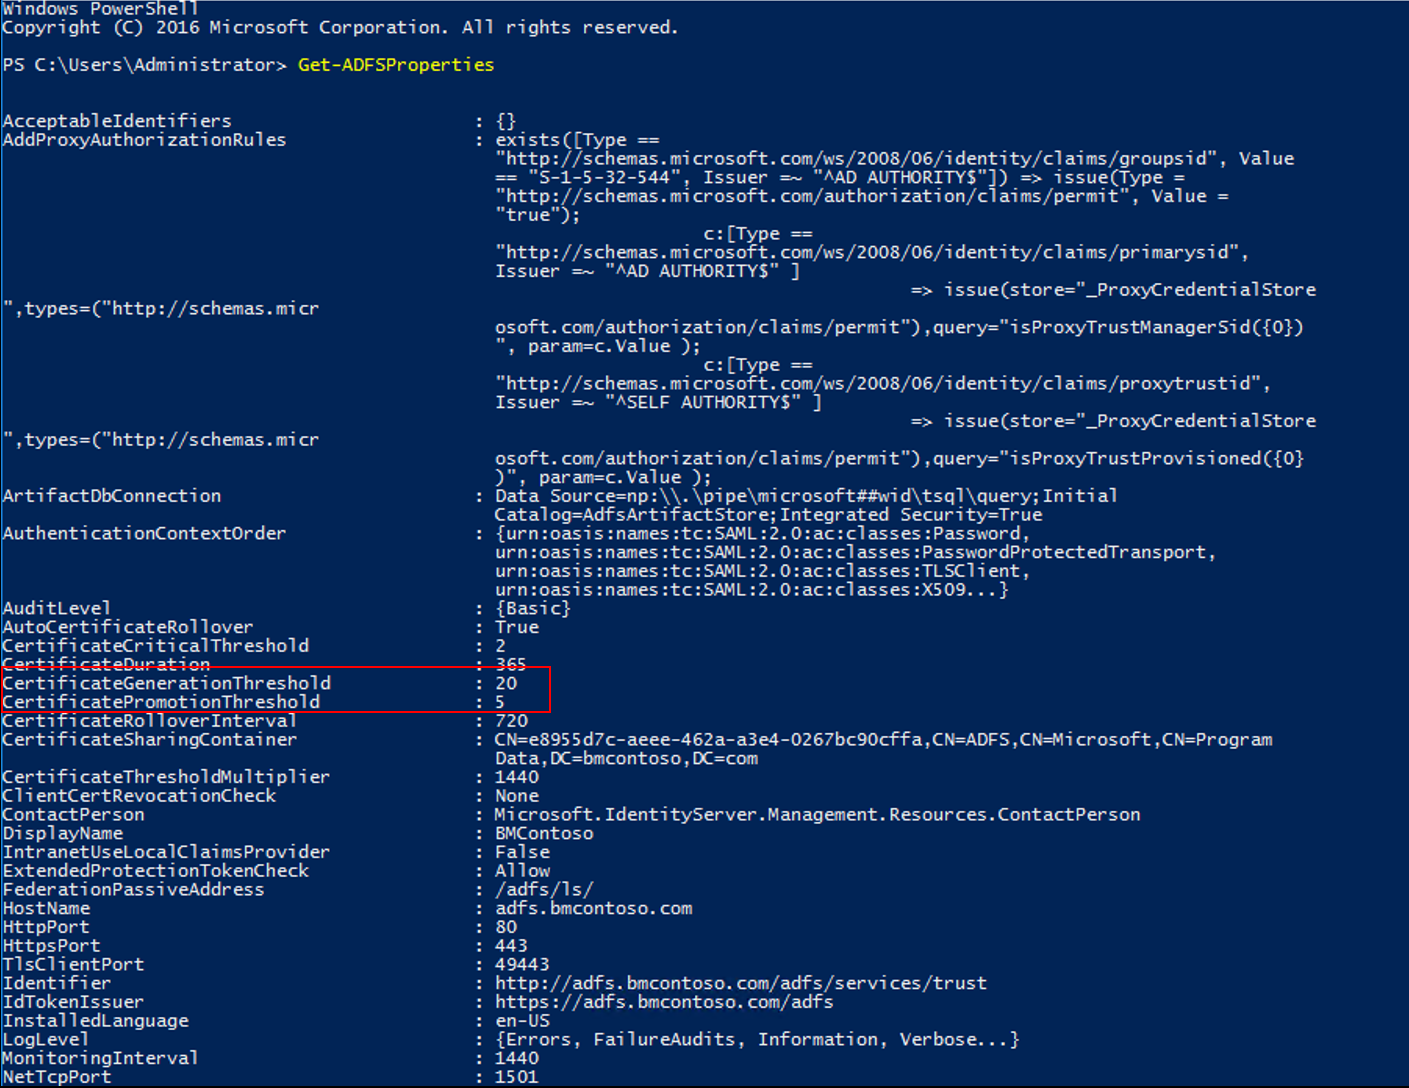 Windows PowerShell
Copyright (C) 2016 Microsoft Corporation. All rights reserved.
PS C:\Users\Administrator> Get-ADFSProperties
AcceptableIdentifiers : {}
AddProxyAuthorizationRules : exists([Type ==
"http://schemas.microsoft.com/ws/2008/06/identity/claims/groupsid", Value
== "S-1-5-32-544", Issuer =~ "^AD AUTHORITY$"]) => issue(Type =
"http://schemas.microsoft.com/authorization/claims/permit", Value =
"true");
c:[Type ==
"http://schemas.microsoft.com/ws/2008/06/identity/claims/primarysid",
Issuer =~ "^AD AUTHORITY$" ]
=> issue(store="_ProxyCredentialStore
",types=("http://schemas.micr
osoft.com/authorization/claims/permit"),query="isProxyTrustManagerSid({0})
", param=c.Value );
c:[Type ==
"http://schemas.microsoft.com/ws/2008/06/identity/claims/proxytrustid",
Issuer =~ "^SELF AUTHORITY$" ]
=> issue(store="_ProxyCredentialStore
",types=("http://schemas.micr
osoft.com/authorization/claims/permit"),query="isProxyTrustProvisioned({0}
)", param=c.Value );
ArtifactDbConnection : Data Source=np:\\.\pipe\microsoft##wid\tsql\query;Initial
Catalog=AdfsArtifactStore;Integrated Security=True
AuthenticationContextOrder : {urn:oasis:names:tc:SAML:2.0:ac:classes:Password,
urn:oasis:names:tc:SAML:2.0:ac:classes:PasswordProtectedTransport,
urn:oasis:names:tc:SAML:2.0:ac:classes:TLSClient,
urn:oasis:names:tc:SAML:2.0:ac:classes:X509...}
AuditLevel : {Basic}
AutoCertificateRollover : True
CertificateCriticalThreshold : 2
CertificateDuration : 365
CertificateGenerationThreshold : 20
CertificatePromotionThreshold : 5
CertificateRolloverInterval : 720
CertificateSharingContainer : CN=e8955d7c-aeee-462a-a3e4-0267bc90cffa,CN=ADFS,CN=Microsoft,CN=Program
Data,DC=bmcontoso,DC=com
CertificateThresholdMultiplier : 1440
ClientCertRevocationCheck : None
ContactPerson : Microsoft.IdentityServer.Management.Resources.ContactPerson
DisplayName : BMContoso
IntranetUseLocalClaimsProvider : False
ExtendedProtectionTokenCheck : Allow
FederationPassiveAddress : /adfs/ls/
HostName : adfs.bmcontoso.com
HttpPort : 80
HttpsPort : 443
TlsClientPort : 49443
Identifier : http://adfs.bmcontoso.com/adfs/services/trust
IdTokenIssuer : https://adfs.bmcontoso.com/adfs
InstalledLanguage : en-US
LogLevel : {Errors, FailureAudits, Information, Verbose...}
MonitoringInterval : 1440
NetTcpPort : 1501